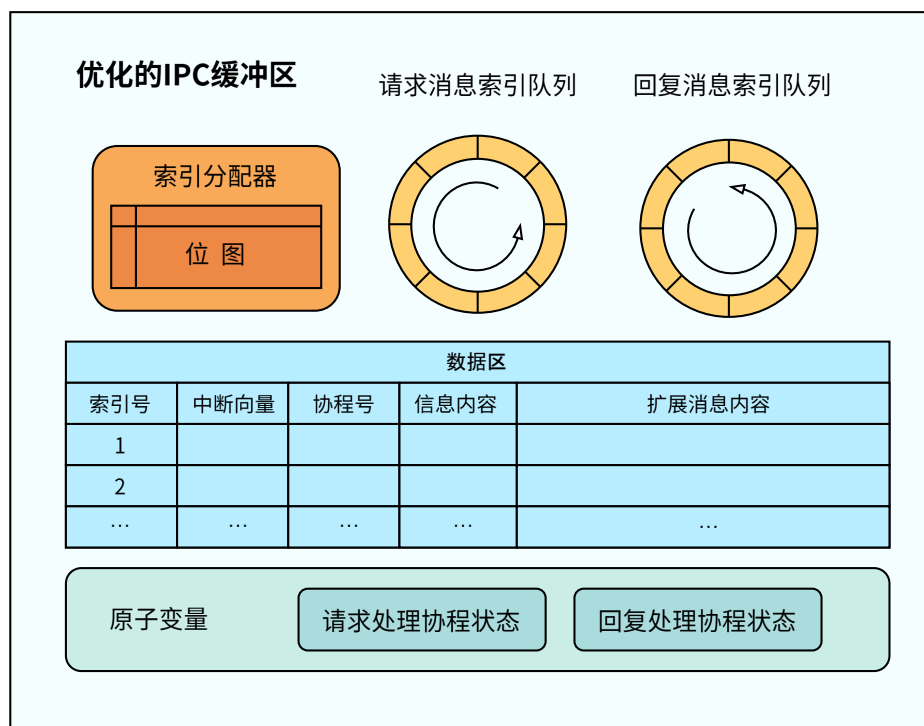 优化的IPC缓冲区
请求消息索引队列
回复消息索引队列
索引分配器
位 图
数据区
索引号 中断向量 协程号 信息内容 扩展消息内容
1
2
... ... ... ... ...
原子变量 请求处理协程状态 回复处理协程状态